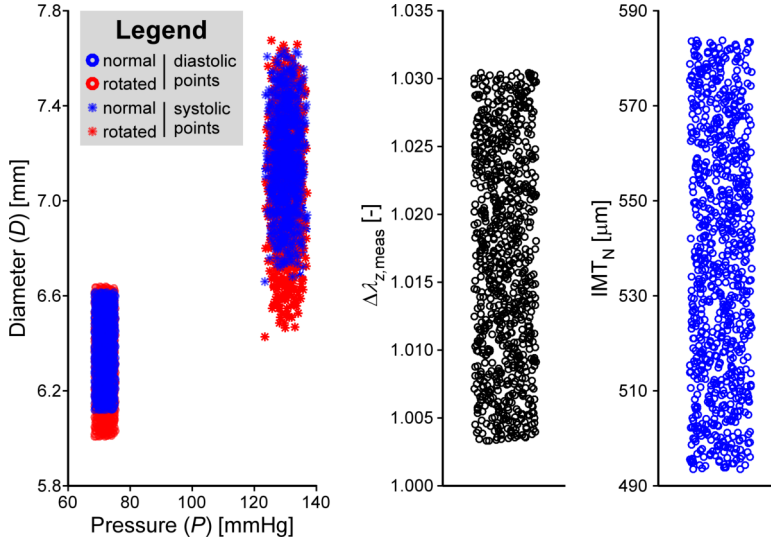 7.8
7.4
7.0
6.6
6.2
5.8
Diameter (D) [mm]
60 80 100 120 140
Pressure (P) [mmHg]
Legend
normal
rotated
diastolic
points
normal
rotated
systolic
points
1.030
1.025
1.020
1.015
1.010
1.005
1.000
1.035
Δλz,meas [-]
590
570
550
530
510
490
IMTN [μm]